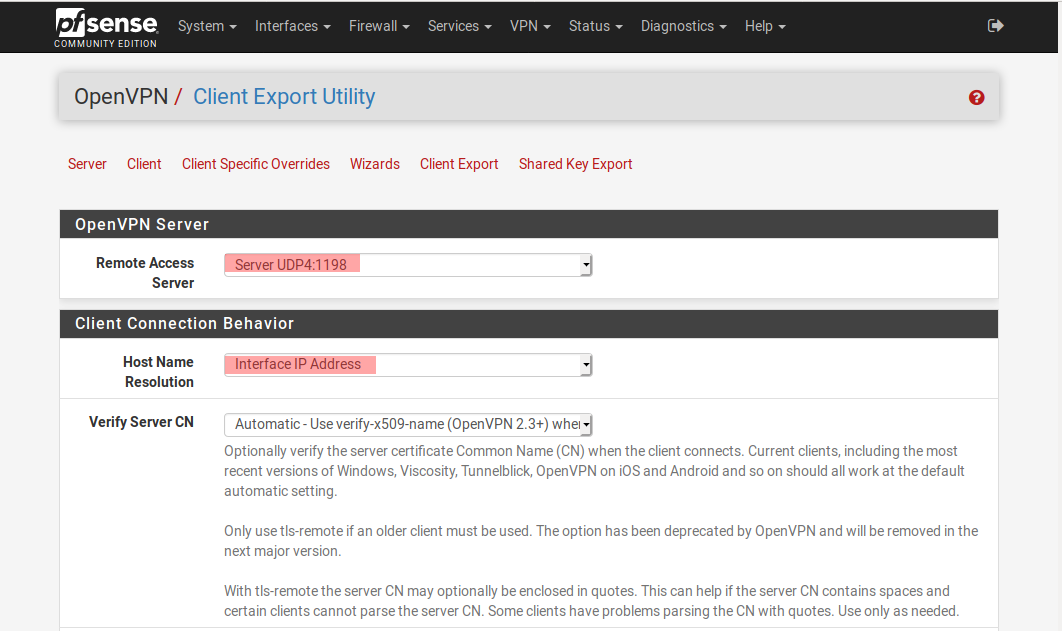 pfsense
COMMUNITY EDITION
System Interfaces Firewall Services VPN Status Diagnostics Help
OpenVPN / Client Export Utility
Server Client Client Specific Overrides Wizards Client Export Shared Key Export
OpenVPN Server
Remote Access
Server
Server UDP4:1198
Client Connection Behavior
Host Name
Resolution
Interface IP Address
Verify Server CN
Automatic - Use verify-x509-name (OpenVPN 2.3+) whe
Optionally verify the server certificate Common Name (CN) when the client connects. Current clients, including the most
recent versions of Windows, Viscosity, Tunnelblick, OpenVPN on iOS and Android and so on should all work at the default
automatic setting.
Only use tls-remote if an older client must be used. The option has been deprecated by OpenVPN and will be removed in the
next major version.
With tls-remote the server CN may optionally be enclosed in quotes. This can help if the server CN contains spaces and
certain clients cannot parse the server CN. Some clients have problems parsing the CN with quotes. Use only as needed.